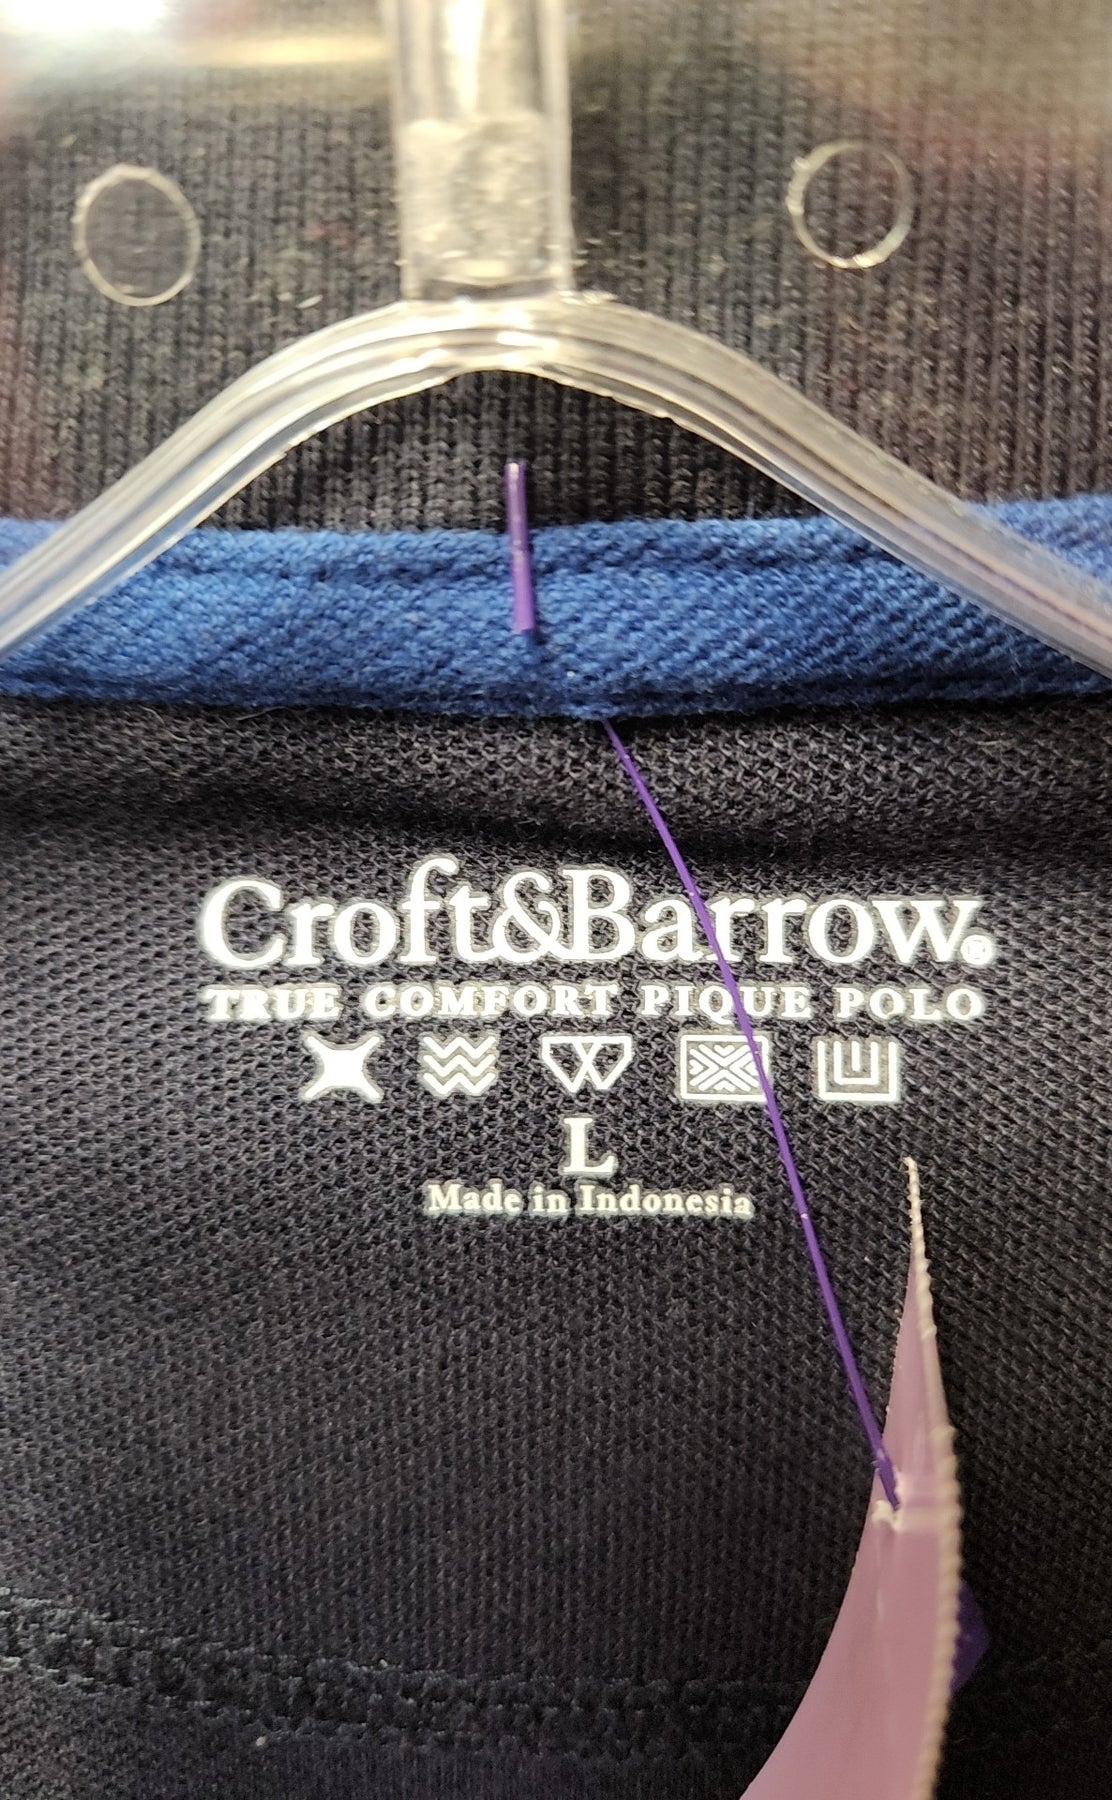 Croft&Barrow®
TRUE COMFORT PIQUE POLO
L
Made in Indonesia